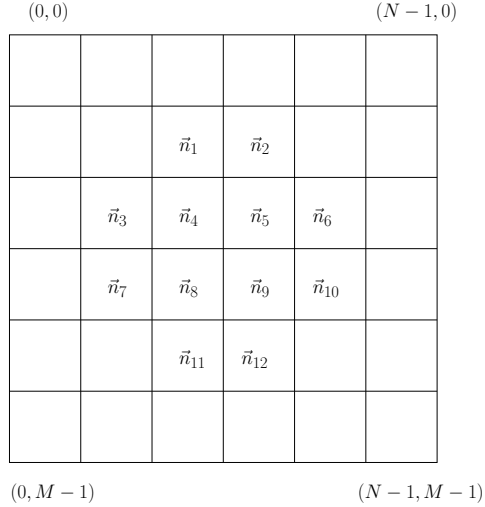 (0, 0) (N − 1, 0)
n⃗₁ n⃗₂
n⃗₃ n⃗₄ n⃗₅ n⃗₆
n⃗₇ n⃗₈ n⃗₉ n⃗₁₀
n⃗₁₁ n⃗₁₂
(0, M − 1) (N − 1, M − 1)